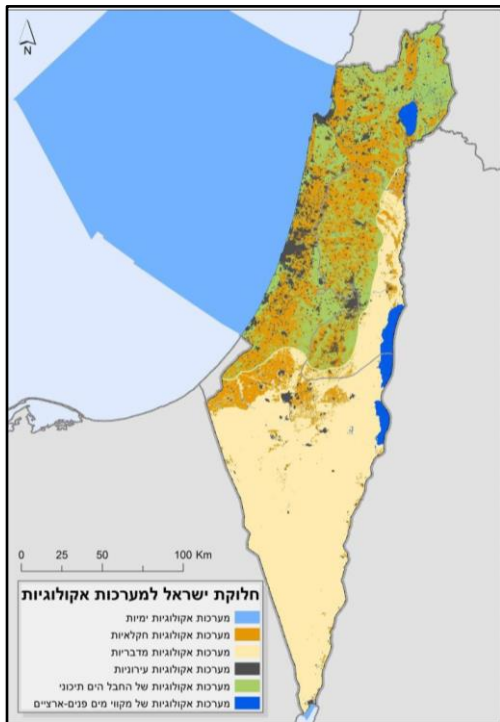 N
0 25 50 100 Km
חלוקת ישראל למערכות אקולוגיות
מערכות אקולוגיות ימיות
מערכות אקולוגיות חקלאיות
מערכות אקולוגיות מדבריות
מערכות אקולוגיות עירוניות
מערכות אקולוגיות של החבל הים תיכוני
מערכות אקולוגיות של מקווי מים פנים-ארציים